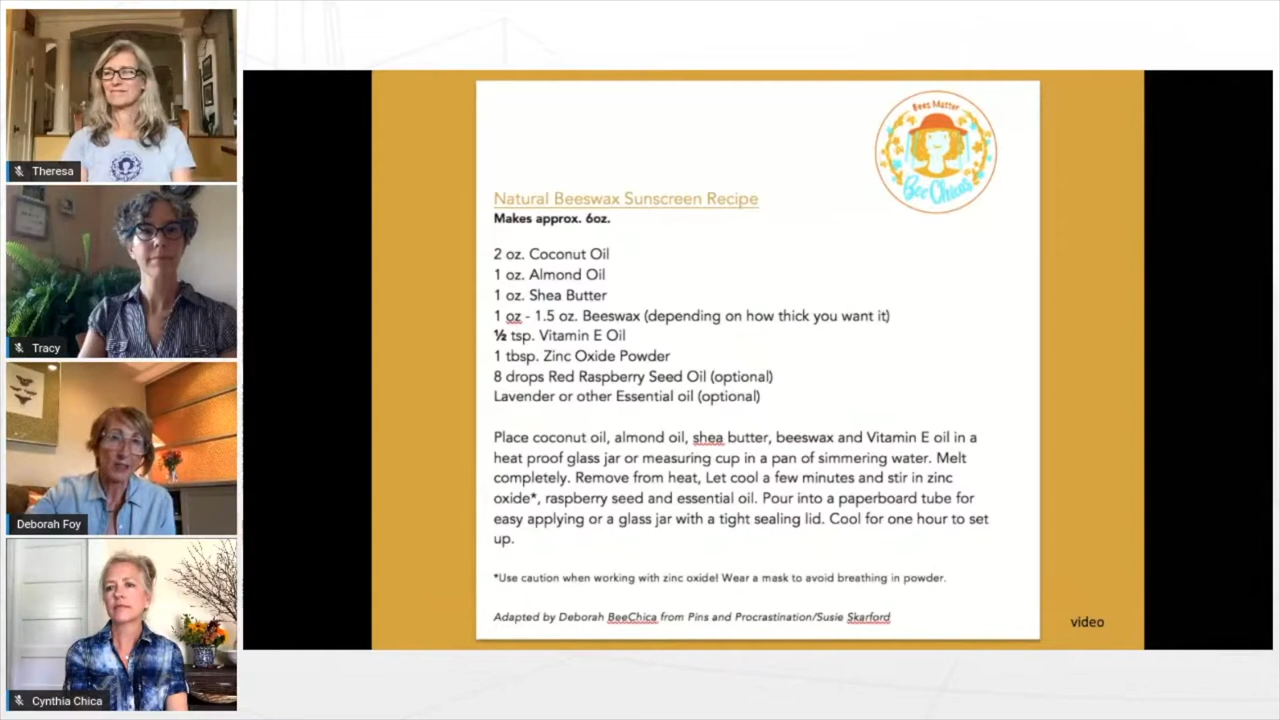 Theresa
Tracy
Deborah Foy
Cynthia Chica
Bees Matter
Bee Chicas
Natural Beeswax Sunscreen Recipe
Makes approx. 6oz.
2 oz. Coconut Oil
1 oz. Almond Oil
1 oz. Shea Butter
1 oz - 1.5 oz. Beeswax (depending on how thick you want it)
½ tsp. Vitamin E Oil
1 tbsp. Zinc Oxide Powder
8 drops Red Raspberry Seed Oil (optional)
Lavender or other Essential oil (optional)
Place coconut oil, almond oil, shea butter, beeswax and Vitamin E oil in a
heat proof glass jar or measuring cup in a pan of simmering water. Melt
completely. Remove from heat, Let cool a few minutes and stir in zinc
oxide*, raspberry seed and essential oil. Pour into a paperboard tube for
easy applying or a glass jar with a tight sealing lid. Cool for one hour to set
up.
*Use caution when working with zinc oxide! Wear a mask to avoid breathing in powder.
Adapted by Deborah BeeChica from Pins and Procrastination/Susie Skarford
video